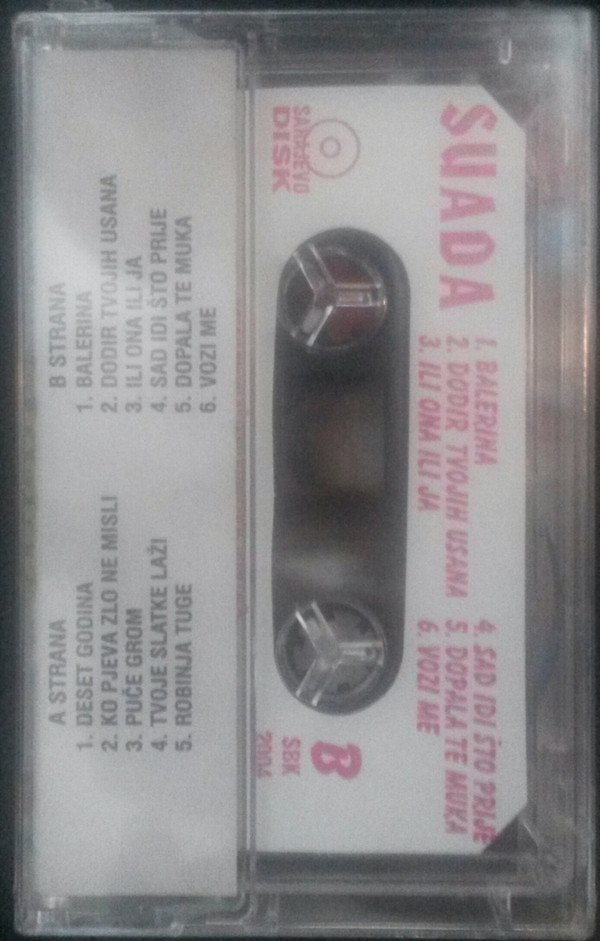 A STRANA
1. DESET GODINA
2. KO PJEVA ZLO NE MISLI
3. PUČE GROM
4. TVOJE SLATKE LAŽI
5. ROBINJA TUGE
B STRANA
1. BALERINA
2. DODIR TVOJIH USANA
3. ILI ONA ILI JA
4. SAD IDI ŠTO PRIJE
5. DOPALA TE MUKA
6. VOZI ME
SUADA
1. BALERINA
2. DODIR TVOJIH USANA
3. ILI ONA ILI JA
4. SAD IDI ŠTO PRIJE
5. DOPALA TE MUKA
6. VOZI ME
SARAJEVO
DISK
B
SBK
2004